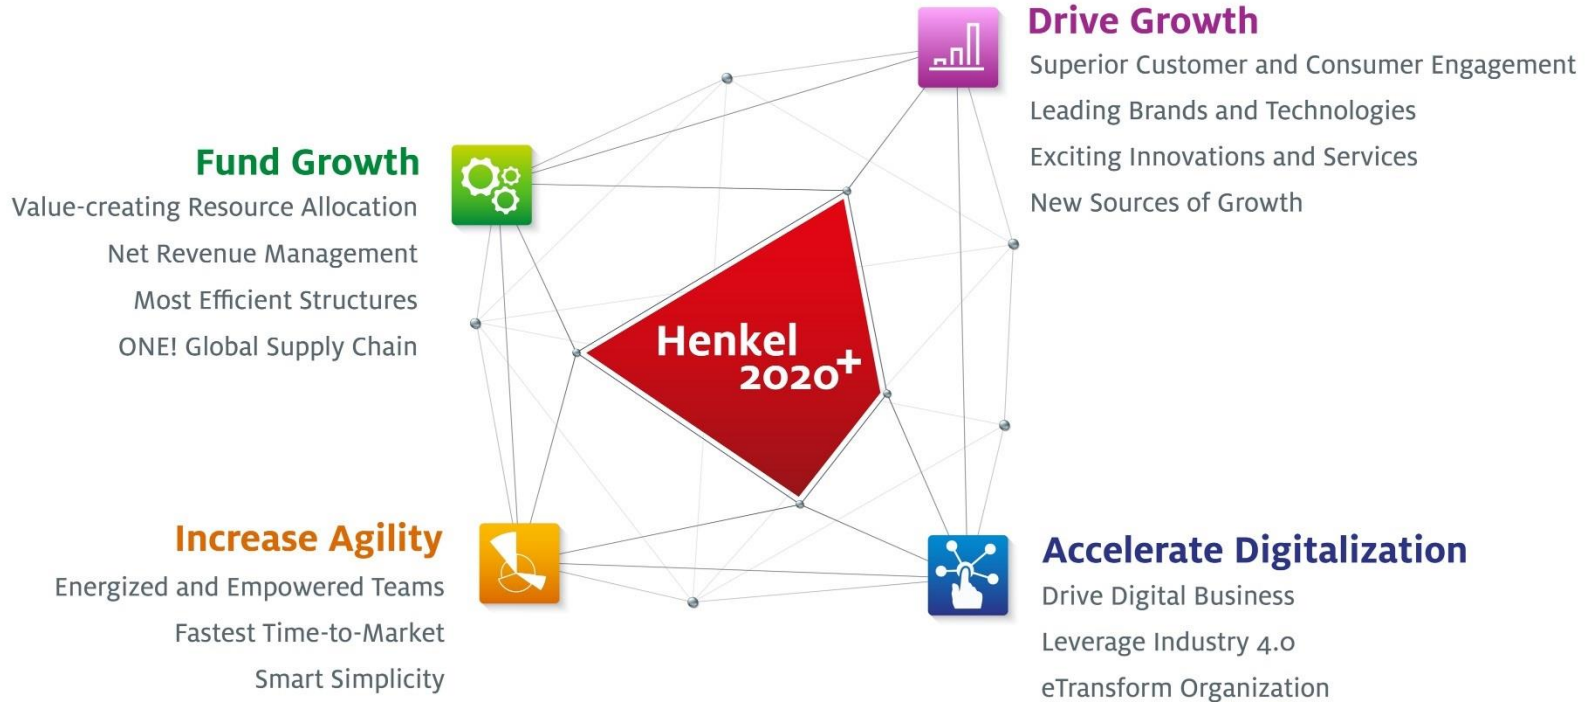 Drive Growth
Superior Customer and Consumer Engagement
Leading Brands and Technologies
Exciting Innovations and Services
New Sources of Growth
Fund Growth
Value-creating Resource Allocation
Net Revenue Management
Most Efficient Structures
ONE! Global Supply Chain
Henkel
2020+
Increase Agility
Energized and Empowered Teams
Fastest Time-to-Market
Smart Simplicity
Accelerate Digitalization
Drive Digital Business
Leverage Industry 4.0
eTransform Organization